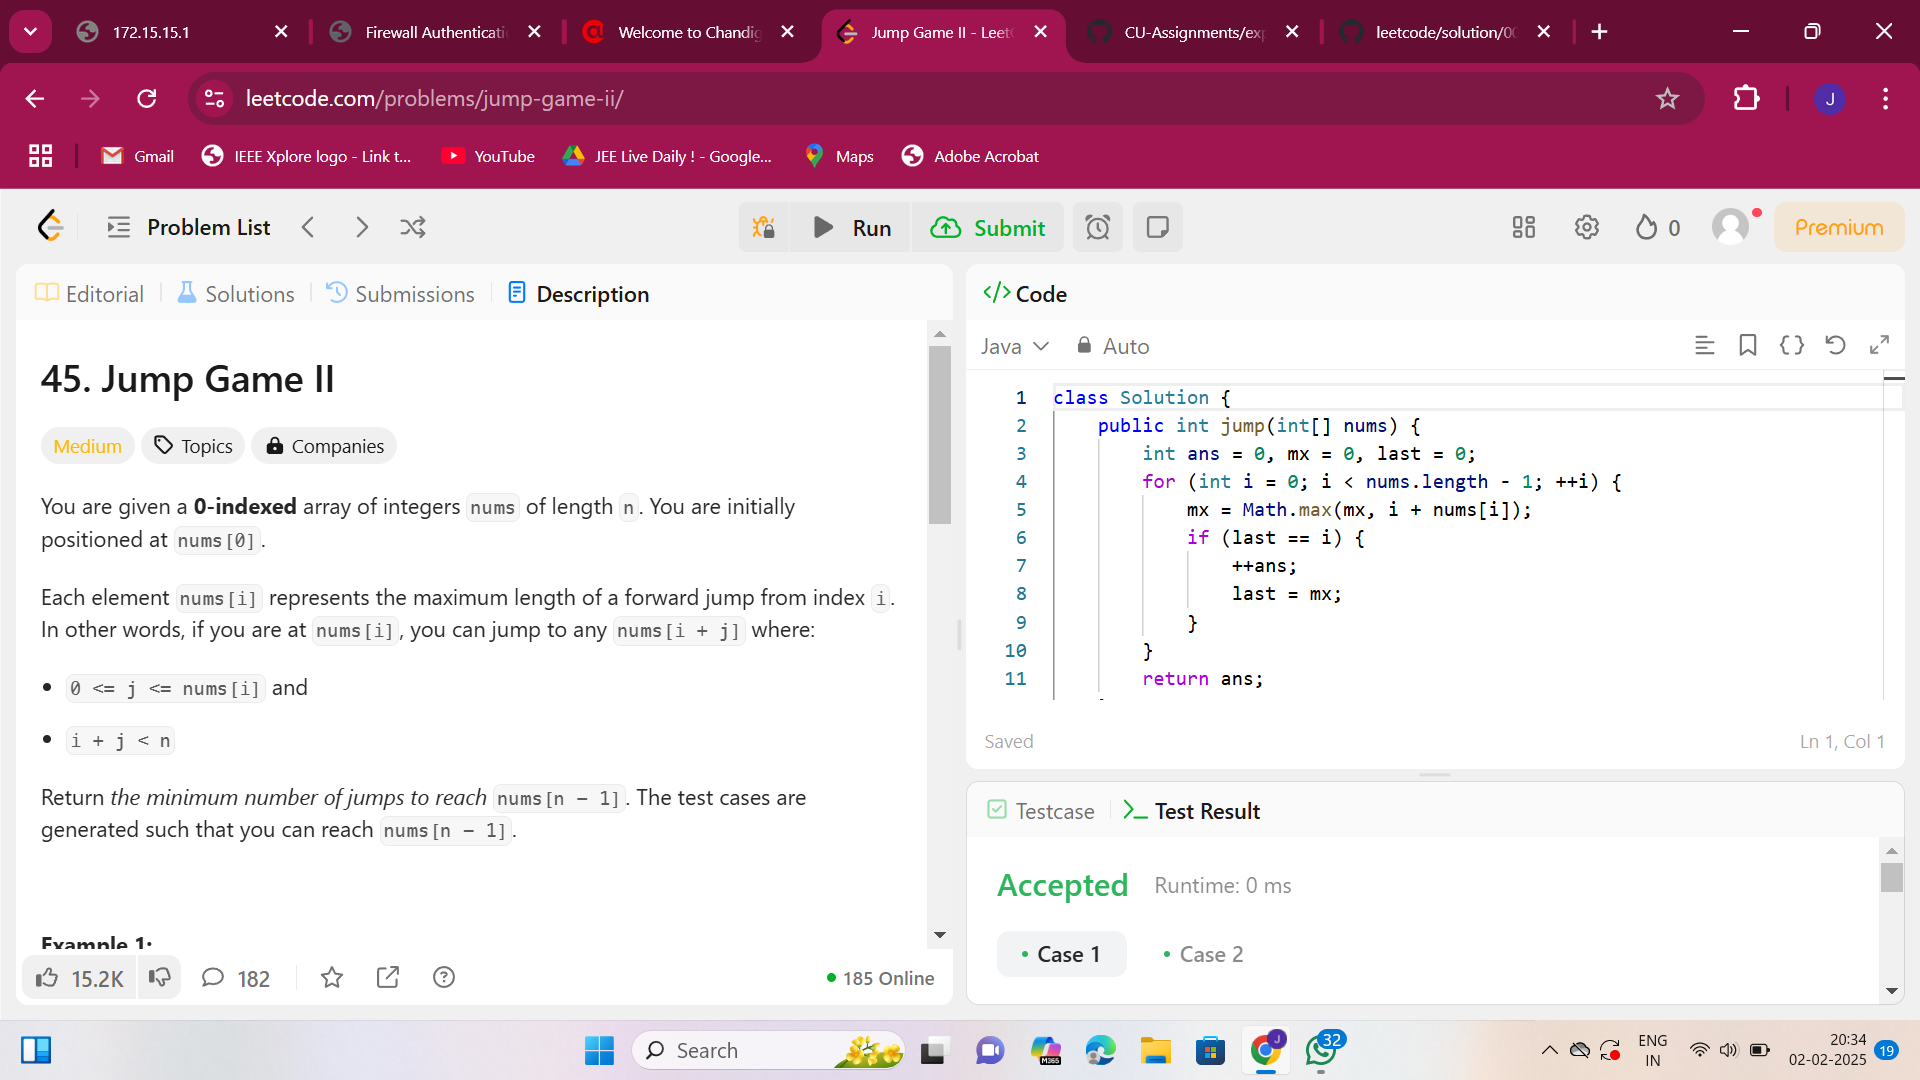 172.15.15.1
Firewall Authenticati
Welcome to Chandig
Jump Game II - Leet
CU-Assignments/exp
leetcode/solution/00
leetcode.com/problems/jump-game-ii/
J
Gmail
IEEE Xplore logo - Link t...
YouTube
JEE Live Daily ! - Google...
Maps
Adobe Acrobat
Problem List
Run
Submit
0
Premium
Editorial
Solutions
Submissions
Description
45. Jump Game II
Medium
Topics
Companies
You are given a 0-indexed array of integers nums of length n. You are initially
positioned at nums[0].
Each element nums[i] represents the maximum length of a forward jump from index i.
In other words, if you are at nums[i], you can jump to any nums[i + j] where:
• 0 <= j <= nums[i] and
• i + j < n
Return the minimum number of jumps to reach nums[n - 1]. The test cases are
generated such that you can reach nums[n - 1].
Example 1:
15.2K
182
185 Online
</> Code
Java
Auto
1 class Solution {
2 public int jump(int[] nums) {
3 int ans = 0, mx = 0, last = 0;
4 for (int i = 0; i < nums.length - 1; ++i) {
5 mx = Math.max(mx, i + nums[i]);
6 if (last == i) {
7 ++ans;
8 last = mx;
9 }
10 }
11 return ans;
Saved
Ln 1, Col 1
Testcase
Test Result
Accepted
Runtime: 0 ms
• Case 1
• Case 2
Search
M365
J
32
ENG
IN
20:34
02-02-2025
19